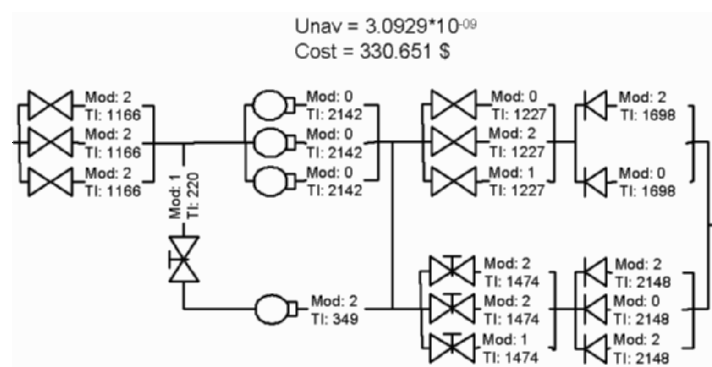 Unav = 3.0929*10-09
Cost = 330.651 $
Mod: 2
TI: 1166
Mod: 2
TI: 1166
Mod: 2
TI: 1166
Mod: 1
TI: 220
Mod: 0
TI: 2142
Mod: 0
TI: 2142
Mod: 0
TI: 2142
Mod: 2
TI: 349
Mod: 0
TI: 1227
Mod: 2
TI: 1227
Mod: 1
TI: 1227
Mod: 2
TI: 1698
Mod: 0
TI: 1698
Mod: 2
TI: 1474
Mod: 2
TI: 1474
Mod: 1
TI: 1474
Mod: 2
TI: 2148
Mod: 0
TI: 2148
Mod: 2
TI: 2148